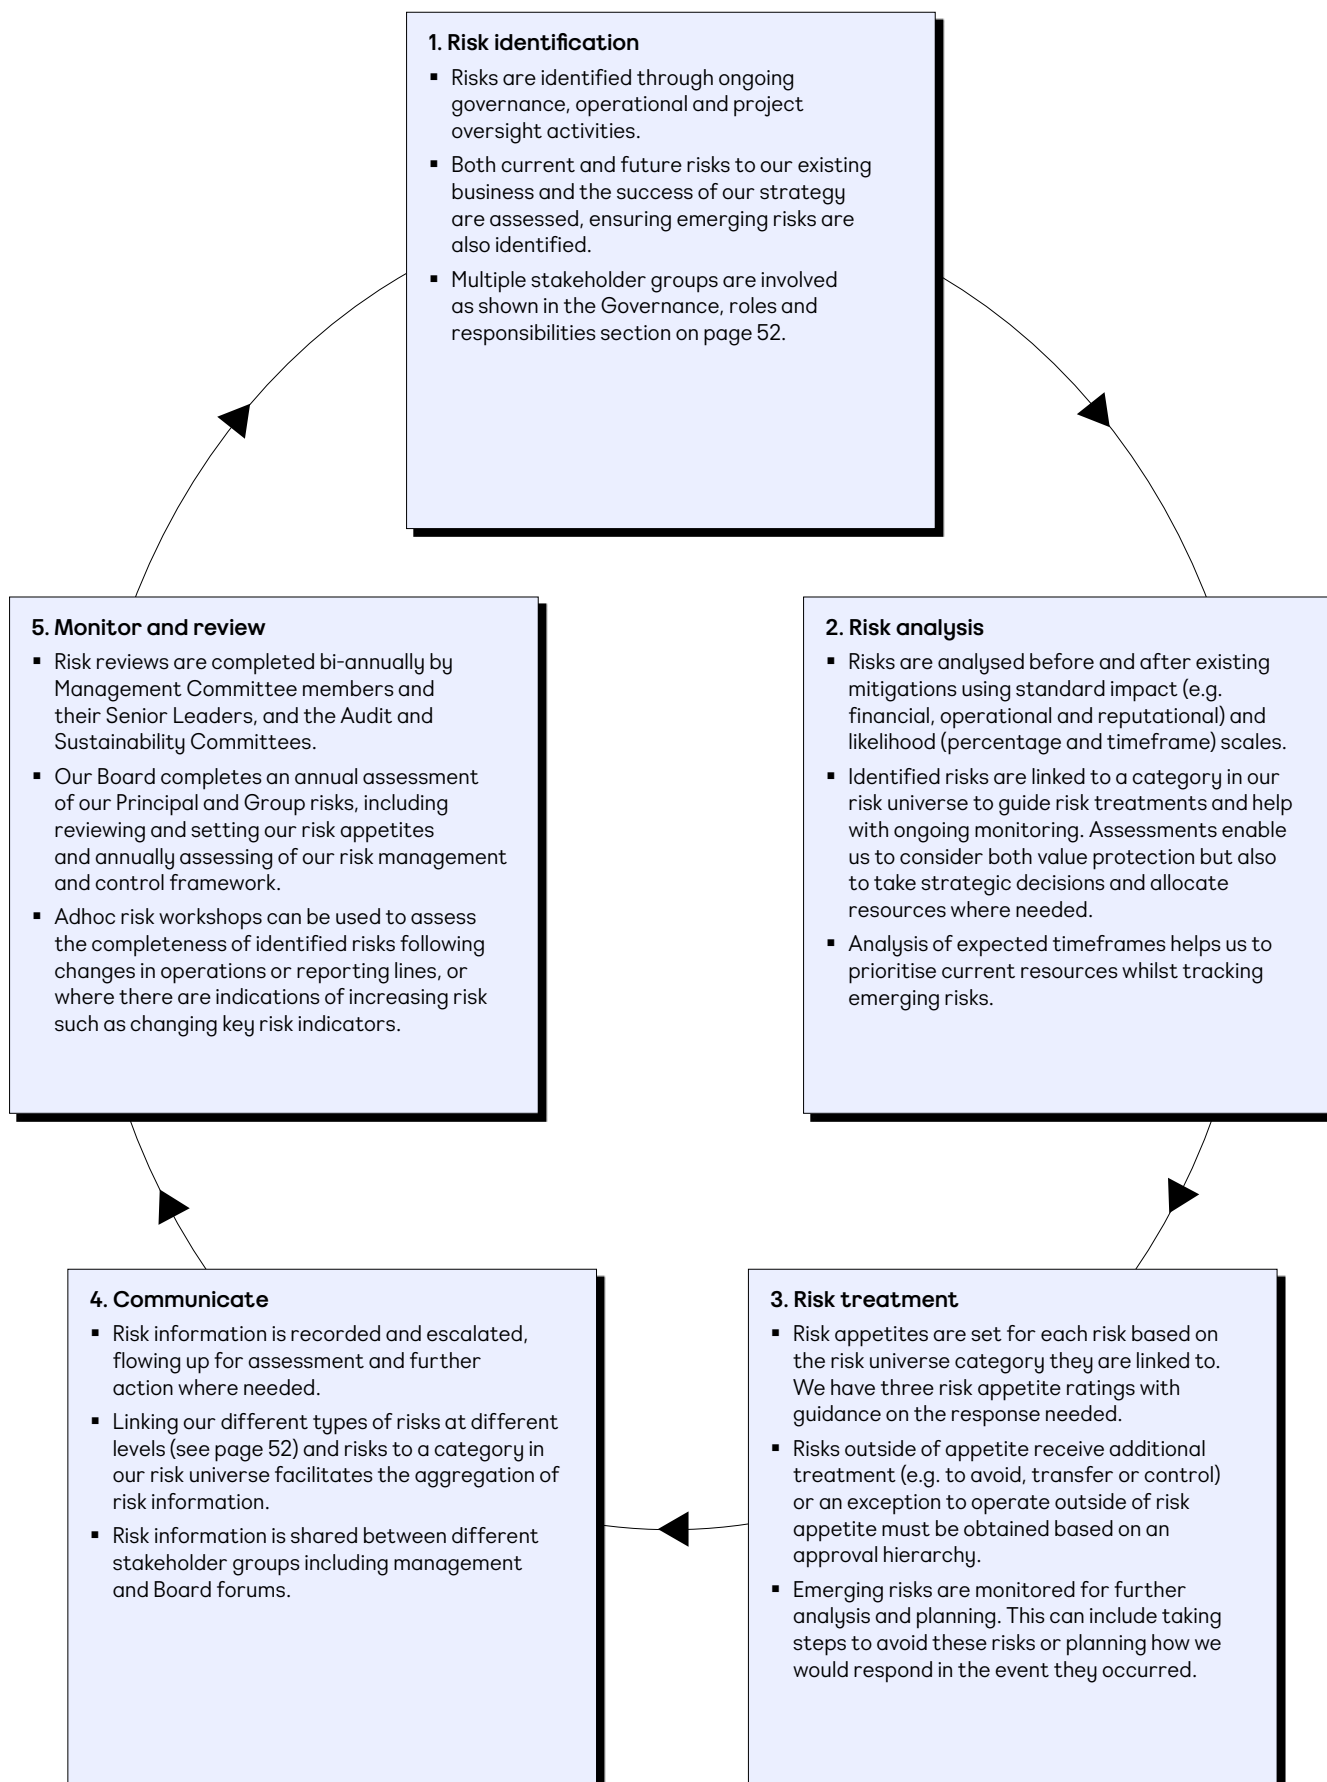 1. Risk identification
▪ Risks are identified through ongoing
governance, operational and project
oversight activities.
▪ Both current and future risks to our existing
business and the success of our strategy
are assessed, ensuring emerging risks are
also identified.
▪ Multiple stakeholder groups are involved
as shown in the Governance, roles and
responsibilities section on page 52.
2. Risk analysis
▪ Risks are analysed before and after existing
mitigations using standard impact (e.g.
financial, operational and reputational) and
likelihood (percentage and timeframe) scales.
▪ Identified risks are linked to a category in our
risk universe to guide risk treatments and help
with ongoing monitoring. Assessments enable
us to consider both value protection but also
to take strategic decisions and allocate
resources where needed.
▪ Analysis of expected timeframes helps us to
prioritise current resources whilst tracking
emerging risks.
3. Risk treatment
▪ Risk appetites are set for each risk based on
the risk universe category they are linked to.
We have three risk appetite ratings with
guidance on the response needed.
▪ Risks outside of appetite receive additional
treatment (e.g. to avoid, transfer or control)
or an exception to operate outside of risk
appetite must be obtained based on an
approval hierarchy.
▪ Emerging risks are monitored for further
analysis and planning. This can include taking
steps to avoid these risks or planning how we
would respond in the event they occurred.
4. Communicate
▪ Risk information is recorded and escalated,
flowing up for assessment and further
action where needed.
▪ Linking our different types of risks at different
levels (see page 52) and risks to a category in
our risk universe facilitates the aggregation of
risk information.
▪ Risk information is shared between different
stakeholder groups including management
and Board forums.
5. Monitor and review
▪ Risk reviews are completed bi-annually by
Management Committee members and
their Senior Leaders, and the Audit and
Sustainability Committees.
▪ Our Board completes an annual assessment
of our Principal and Group risks, including
reviewing and setting our risk appetites
and annually assessing of our risk management
and control framework.
▪ Adhoc risk workshops can be used to assess
the completeness of identified risks following
changes in operations or reporting lines, or
where there are indications of increasing risk
such as changing key risk indicators.